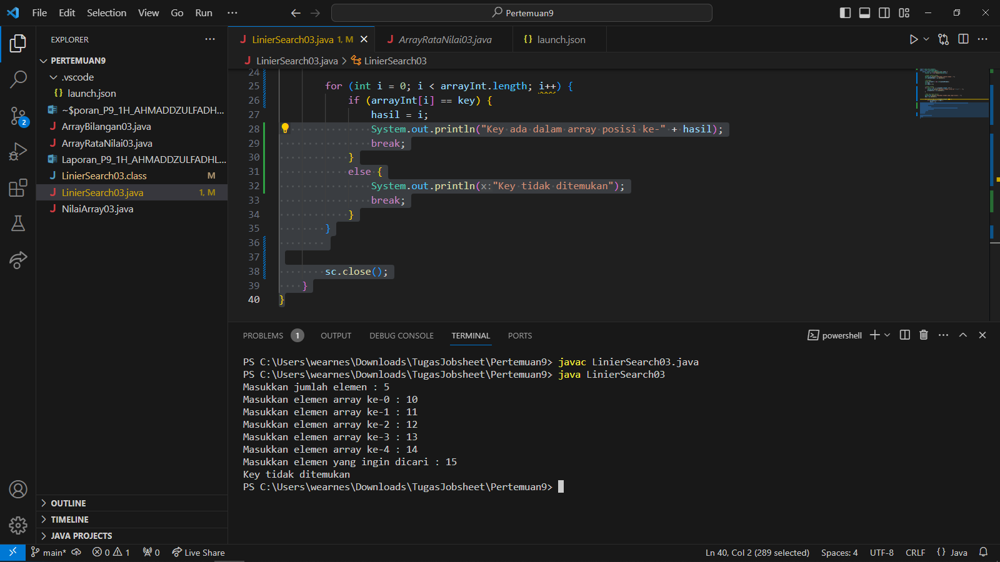 File Edit Selection View Go Run ···
Pertemuan9
EXPLORER ···
PERTEMUAN9
.vscode
launch.json
~$poran_P9_1H_AHMADDZULFADH...
ArrayBilangan03.java
ArrayRataNilai03.java
Laporan_P9_1H_AHMADDZULFADHL...
LinierSearch03.class M
LinierSearch03.java 1, M
NilaiArray03.java
OUTLINE
TIMELINE
JAVA PROJECTS
LinierSearch03.java 1, M
ArrayRataNilai03.java
launch.json
LinierSearch03.java > LinierSearch03
24
25 for (int i = 0; i < arrayInt.length; i++) {
26 if (arrayInt[i] == key) {
27 hasil = i;
28 System.out.println("Key ada dalam array posisi ke-" + hasil);
29 break;
30 }
31 else {
32 System.out.println(x:"Key tidak ditemukan");
33 break;
34 }
35 }
36
37
38 sc.close();
39 }
40 }
PROBLEMS 1 OUTPUT DEBUG CONSOLE TERMINAL PORTS
powershell
PS C:\Users\wearnes\Downloads\TugasJobsheet\Pertemuan9> javac LinierSearch03.java
PS C:\Users\wearnes\Downloads\TugasJobsheet\Pertemuan9> java LinierSearch03
Masukkan jumlah elemen : 5
Masukkan elemen array ke-0 : 10
Masukkan elemen array ke-1 : 11
Masukkan elemen array ke-2 : 12
Masukkan elemen array ke-3 : 13
Masukkan elemen array ke-4 : 14
Masukkan elemen yang ingin dicari : 15
Key tidak ditemukan
PS C:\Users\wearnes\Downloads\TugasJobsheet\Pertemuan9>
2
main* 0 1 0 Live Share
Ln 40, Col 2 (289 selected) Spaces: 4 UTF-8 CRLF {} Java